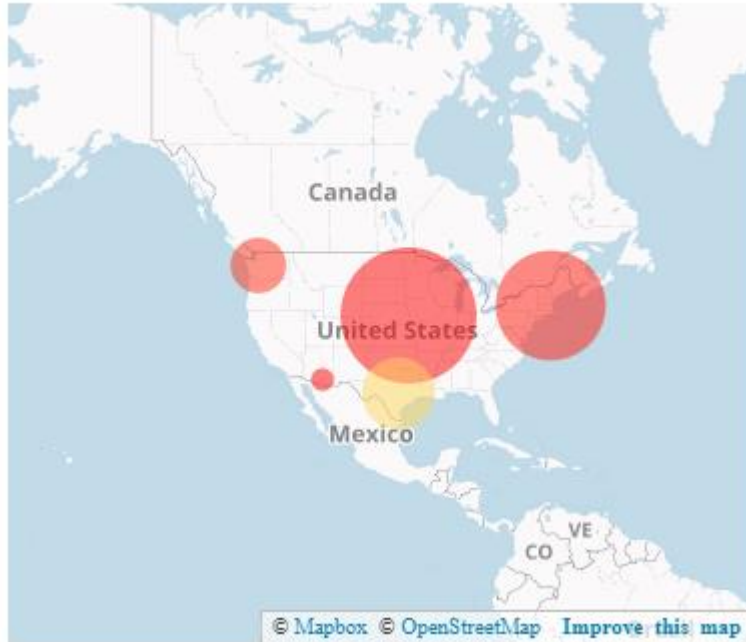 Canada
United States
Mexico
VE
CO
© Mapbox © OpenStreetMap Improve this map